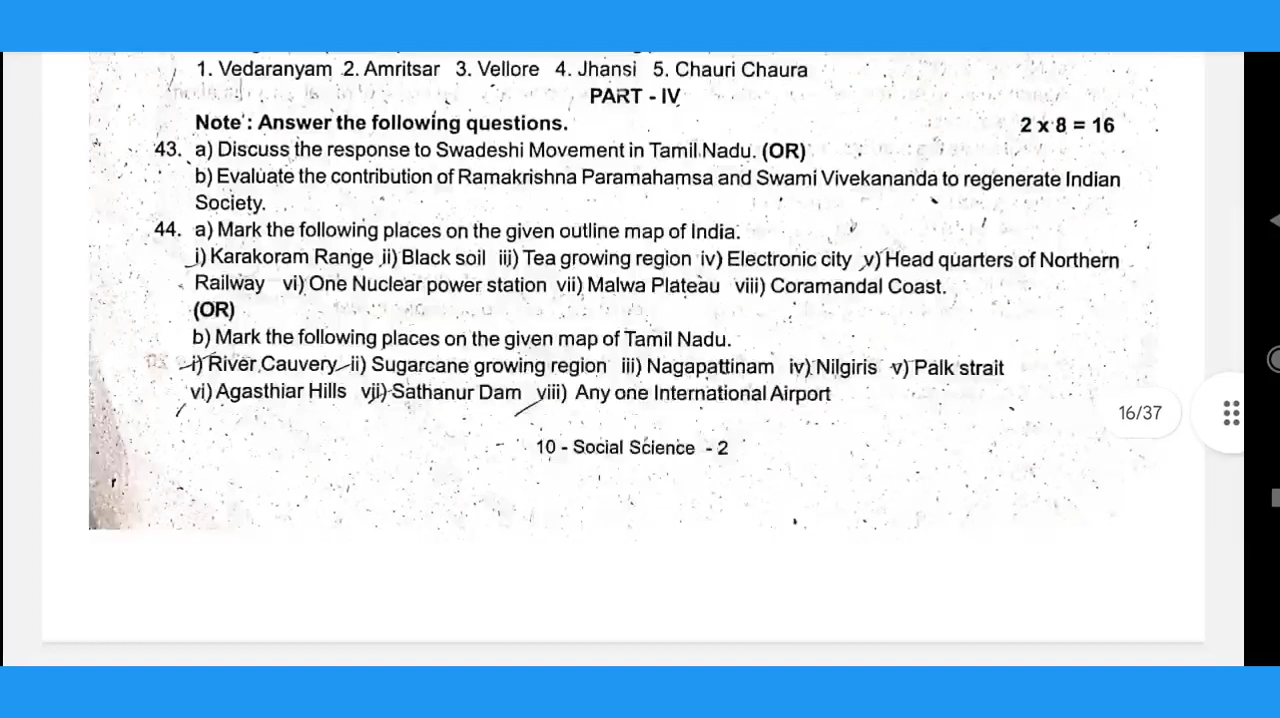 1. Vedaranyam 2. Amritsar 3. Vellore 4. Jhansi 5. Chauri Chaura
PART - IV
Note : Answer the following questions. 2 x 8 = 16
43. a) Discuss the response to Swadeshi Movement in Tamil Nadu. (OR)
b) Evaluate the contribution of Ramakrishna Paramahamsa and Swami Vivekananda to regenerate Indian
Society.
44. a) Mark the following places on the given outline map of India.
i) Karakoram Range ii) Black soil iii) Tea growing region iv) Electronic city v) Head quarters of Northern
Railway vi) One Nuclear power station vii) Malwa Plateau viii) Coramandal Coast.
(OR)
b) Mark the following places on the given map of Tamil Nadu.
i) River Cauvery ii) Sugarcane growing region iii) Nagapattinam iv) Nilgiris v) Palk strait
vi) Agasthiar Hills vii) Sathanur Dam viii) Any one International Airport
16/37
10 - Social Science - 2